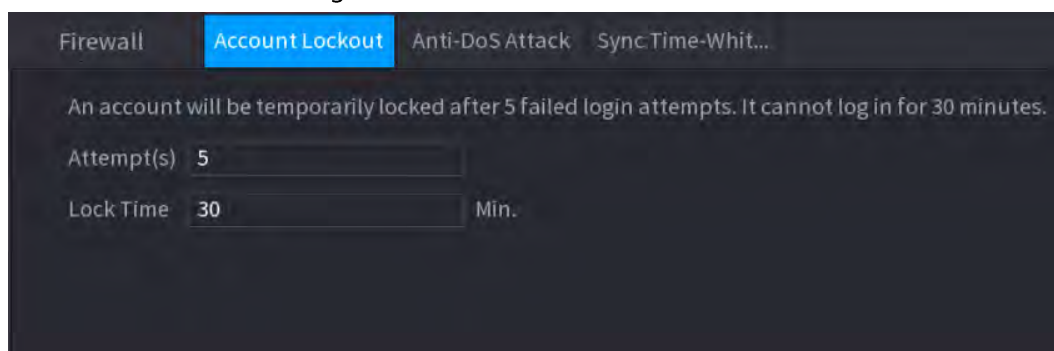 Firewall Account Lockout Anti-DoS Attack Sync Time-Whit...
An account will be temporarily locked after 5 failed login attempts. It cannot log in for 30 minutes.
Attempt(s) 5
Lock Time 30 Min.